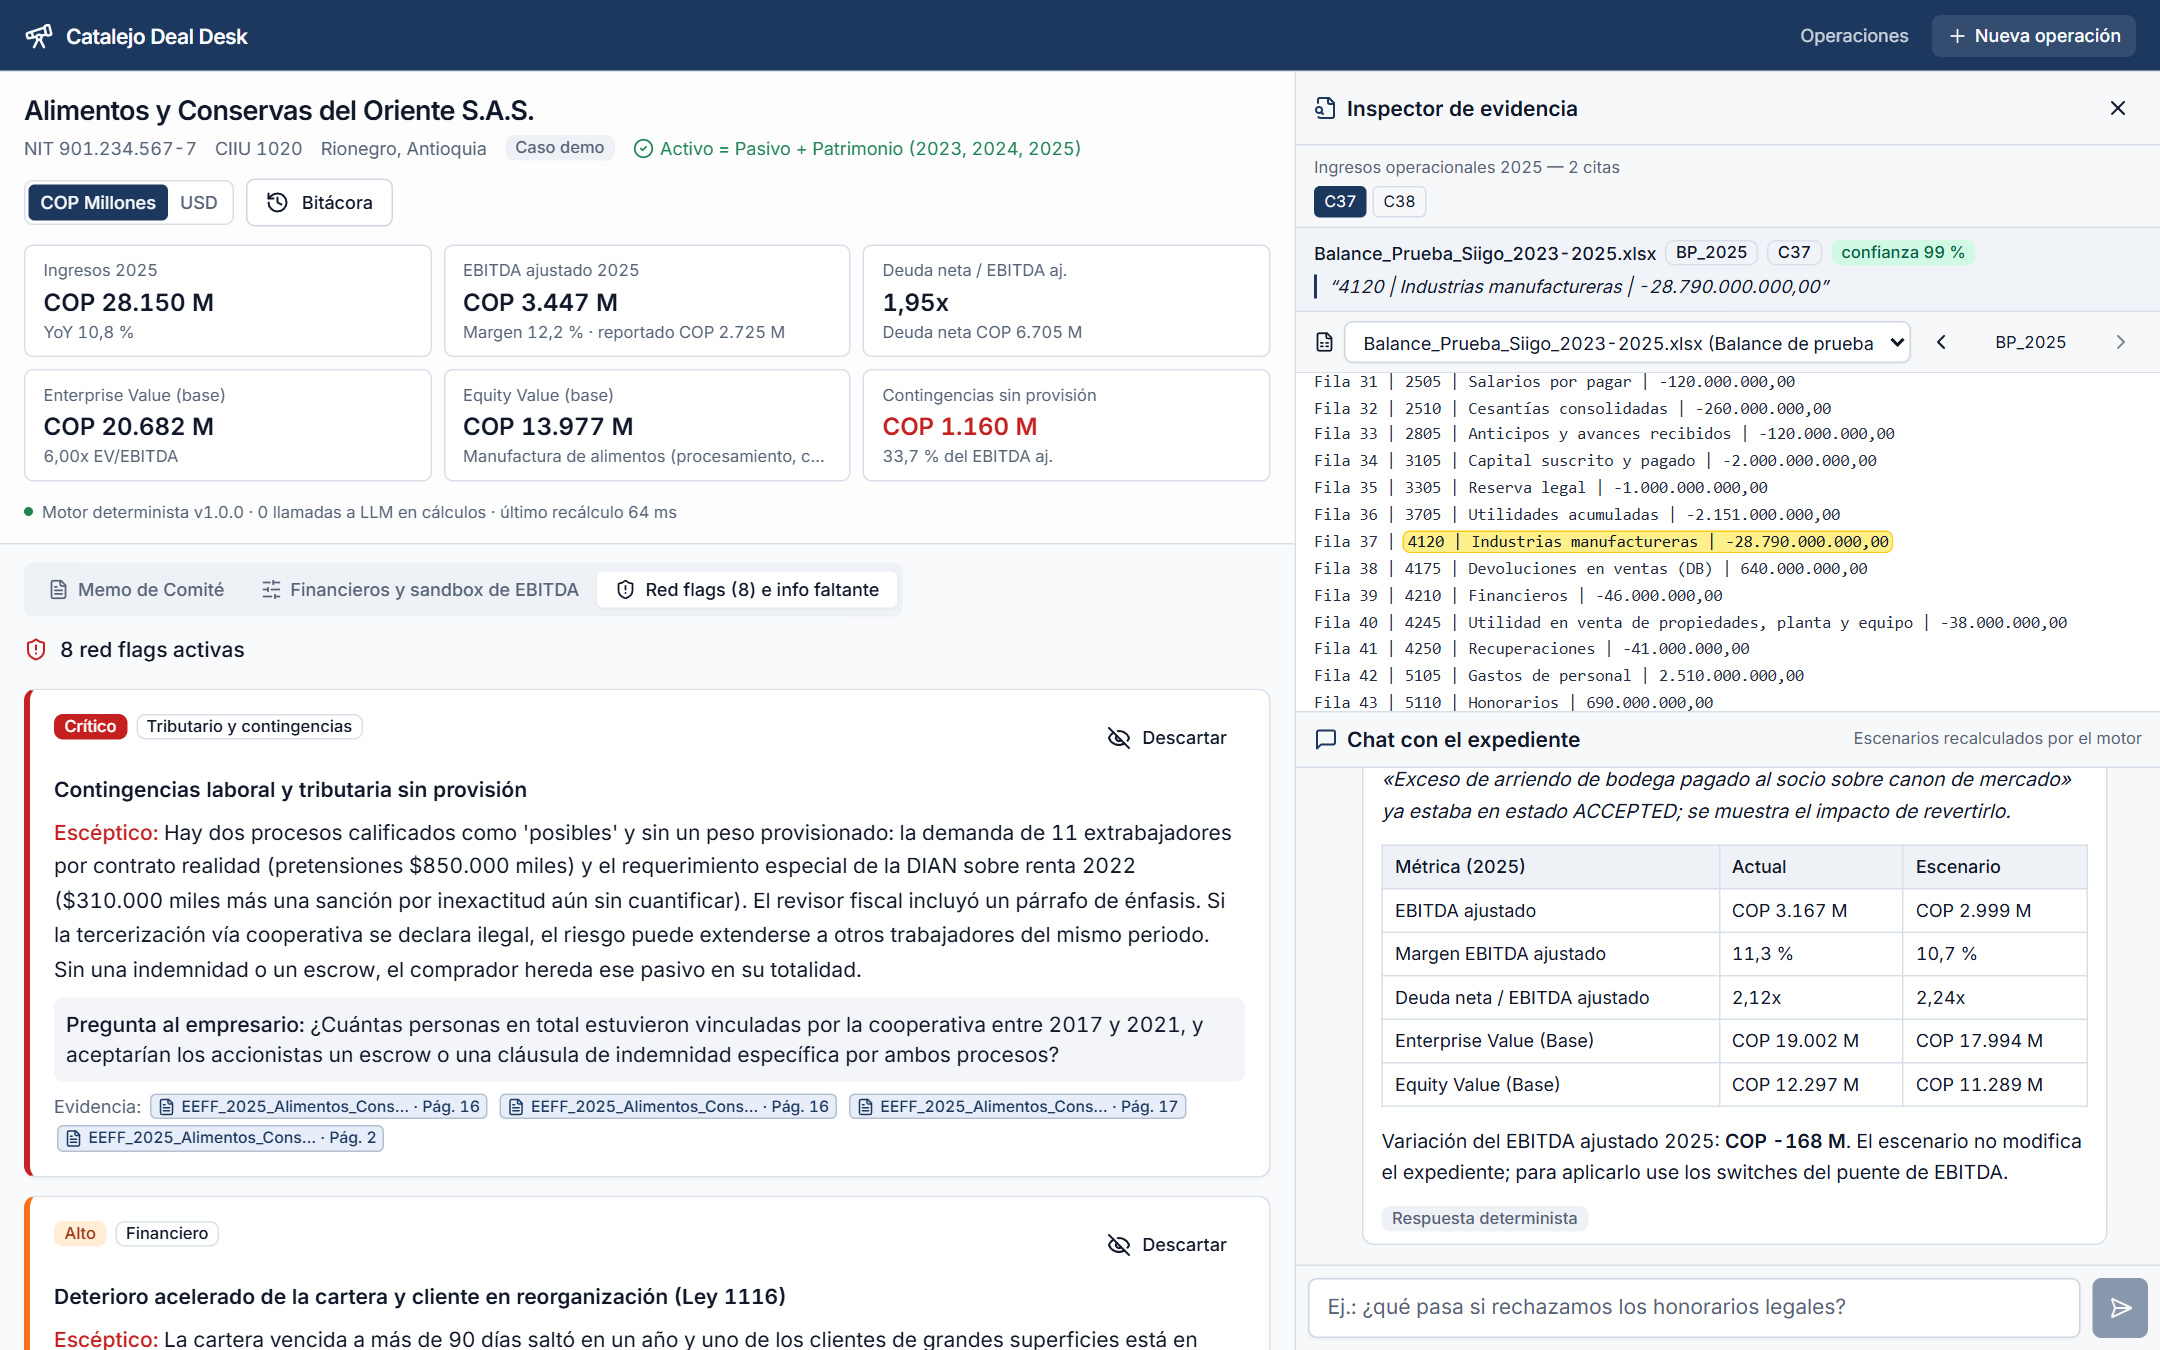 Catalejo Deal Desk
Operaciones
+ Nueva operación
Alimentos y Conservas del Oriente S.A.S.
NIT 901.234.567-7 CIIU 1020 Rionegro, Antioquia Caso demo Activo = Pasivo + Patrimonio (2023, 2024, 2025)
COP Millones USD Bitácora
Ingresos 2025
COP 28.150 M
YoY 10,8 %
EBITDA ajustado 2025
COP 3.447 M
Margen 12,2 % · reportado COP 2.725 M
Deuda neta / EBITDA aj.
1,95x
Deuda neta COP 6.705 M
Enterprise Value (base)
COP 20.682 M
6,00x EV/EBITDA
Equity Value (base)
COP 13.977 M
Manufactura de alimentos (procesamiento, c...
Contingencias sin provisión
COP 1.160 M
33,7 % del EBITDA aj.
Motor determinista v1.0.0 · 0 llamadas a LLM en cálculos · último recálculo 64 ms
Memo de Comité Financieros y sandbox de EBITDA Red flags (8) e info faltante
8 red flags activas
Crítico Tributario y contingencias
Descartar
Contingencias laboral y tributaria sin provisión
Escéptico: Hay dos procesos calificados como 'posibles' y sin un peso provisionado: la demanda de 11 extrabajadores
por contrato realidad (pretensiones $850.000 miles) y el requerimiento especial de la DIAN sobre renta 2022
($310.000 miles más una sanción por inexactitud aún sin cuantificar). El revisor fiscal incluyó un párrafo de énfasis. Si
la tercerización vía cooperativa se declara ilegal, el riesgo puede extenderse a otros trabajadores del mismo periodo.
Sin una indemnidad o un escrow, el comprador hereda ese pasivo en su totalidad.
Pregunta al empresario: ¿Cuántas personas en total estuvieron vinculadas por la cooperativa entre 2017 y 2021, y
aceptarían los accionistas un escrow o una cláusula de indemnidad específica por ambos procesos?
Evidencia: EEFF_2025_Alimentos_Cons... · Pág. 16 EEFF_2025_Alimentos_Cons... · Pág. 16 EEFF_2025_Alimentos_Cons... · Pág. 17
EEFF_2025_Alimentos_Cons... · Pág. 2
Alto Financiero
Descartar
Deterioro acelerado de la cartera y cliente en reorganización (Ley 1116)
Escéptico: La cartera vencida a más de 90 días saltó en un año y uno de los clientes de grandes superficies está en
Inspector de evidencia
Ingresos operacionales 2025 — 2 citas
C37 C38
Balance_Prueba_Siigo_2023-2025.xlsx BP_2025 C37 confianza 99 %
“4120 | Industrias manufactureras | -28.790.000.000,00”
Balance_Prueba_Siigo_2023-2025.xlsx (Balance de prueba
BP_2025
Fila 31 | 2505 | Salarios por pagar | -120.000.000,00
Fila 32 | 2510 | Cesantías consolidadas | -260.000.000,00
Fila 33 | 2805 | Anticipos y avances recibidos | -120.000.000,00
Fila 34 | 3105 | Capital suscrito y pagado | -2.000.000.000,00
Fila 35 | 3305 | Reserva legal | -1.000.000.000,00
Fila 36 | 3705 | Utilidades acumuladas | -2.151.000.000,00
Fila 37 | 4120 | Industrias manufactureras | -28.790.000.000,00
Fila 38 | 4175 | Devoluciones en ventas (DB) | 640.000.000,00
Fila 39 | 4210 | Financieros | -46.000.000,00
Fila 40 | 4245 | Utilidad en venta de propiedades, planta y equipo | -38.000.000,00
Fila 41 | 4250 | Recuperaciones | -41.000.000,00
Fila 42 | 5105 | Gastos de personal | 2.510.000.000,00
Fila 43 | 5110 | Honorarios | 690.000.000,00
Chat con el expediente
Escenarios recalculados por el motor
«Exceso de arriendo de bodega pagado al socio sobre canon de mercado»
ya estaba en estado ACCEPTED; se muestra el impacto de revertirlo.
Métrica (2025) Actual Escenario
EBITDA ajustado COP 3.167 M COP 2.999 M
Margen EBITDA ajustado 11,3 % 10,7 %
Deuda neta / EBITDA ajustado 2,12x 2,24x
Enterprise Value (Base) COP 19.002 M COP 17.994 M
Equity Value (Base) COP 12.297 M COP 11.289 M
Variación del EBITDA ajustado 2025: COP -168 M. El escenario no modifica
el expediente; para aplicarlo use los switches del puente de EBITDA.
Respuesta determinista
Ej.: ¿qué pasa si rechazamos los honorarios legales?